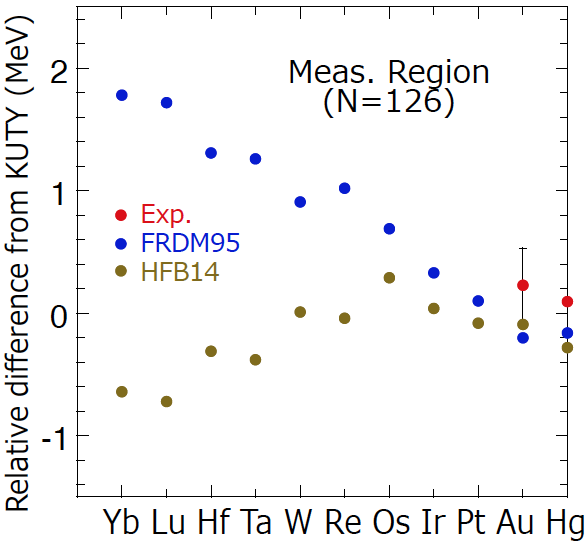 Relative difference from KUTY (MeV)
2
1
0
-1
Meas. Region
(N=126)
Exp.
FRDM95
HFB14
Yb Lu Hf Ta W Re Os Ir Pt Au Hg